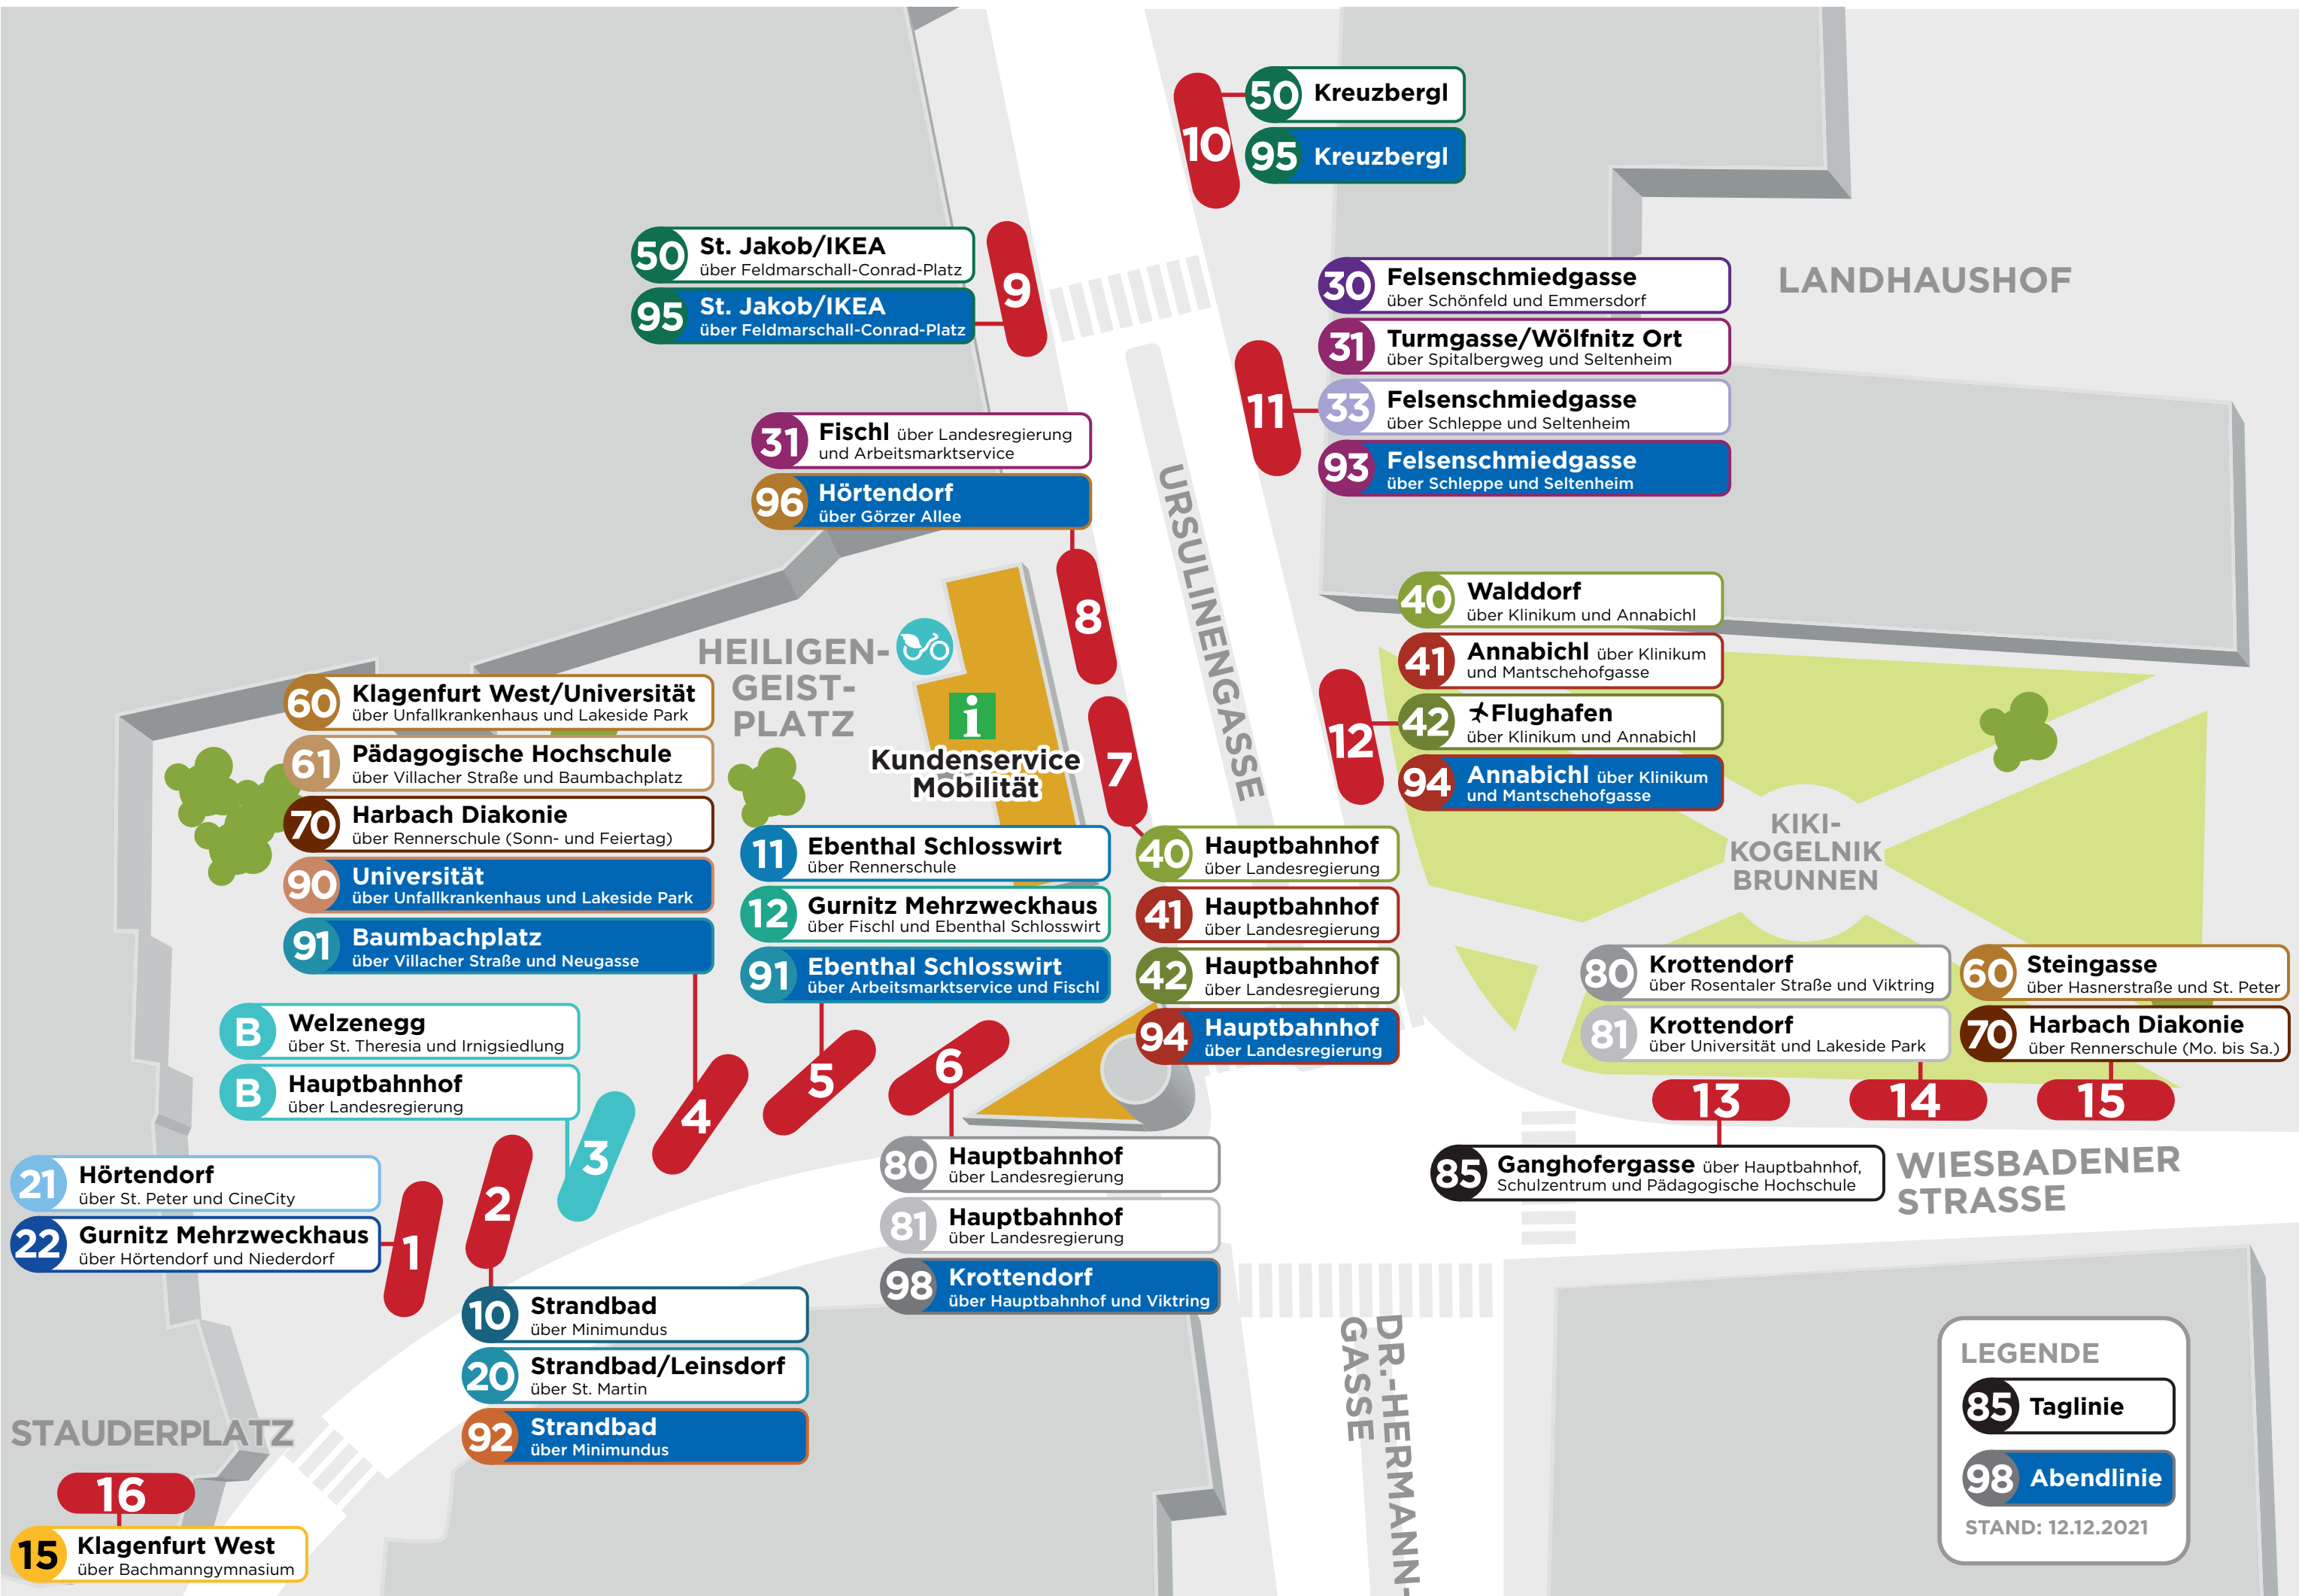 10
50 Kreuzbergl
95 Kreuzbergl
50 St. Jakob/IKEA
über Feldmarschall-Conrad-Platz
95 St. Jakob/IKEA
über Feldmarschall-Conrad-Platz
9
LANDHAUSHOF
11
30 Felsenschmiedgasse
über Schönfeld und Emmersdorf
31 Turmgasse/Wölfnitz Ort
über Spitalbergweg und Seltenheim
33 Felsenschmiedgasse
über Schleppe und Seltenheim
93 Felsenschmiedgasse
über Schleppe und Seltenheim
31 Fischl über Landesregierung
und Arbeitsmarktservice
96 Hörtendorf
über Görzer Allee
8
URSULINENGASSE
HEILIGEN-
GEIST-
PLATZ
i
Kundenservice
Mobilität
7
12
40 Walddorf
über Klinikum und Annabichl
41 Annabichl über Klinikum
und Mantschehofgasse
42 Flughafen
über Klinikum und Annabichl
94 Annabichl über Klinikum
und Mantschehofgasse
60 Klagenfurt West/Universität
über Unfallkrankenhaus und Lakeside Park
61 Pädagogische Hochschule
über Villacher Straße und Baumbachplatz
70 Harbach Diakonie
über Rennerschule (Sonn- und Feiertag)
90 Universität
über Unfallkrankenhaus und Lakeside Park
91 Baumbachplatz
über Villacher Straße und Neugasse
11 Ebenthal Schlosswirt
über Rennerschule
12 Gurnitz Mehrzweckhaus
über Fischl und Ebenthal Schlosswirt
91 Ebenthal Schlosswirt
über Arbeitsmarktservice und Fischl
40 Hauptbahnhof
über Landesregierung
41 Hauptbahnhof
über Landesregierung
42 Hauptbahnhof
über Landesregierung
94 Hauptbahnhof
über Landesregierung
KIKI-
KOGELNIK
BRUNNEN
80 Krottendorf
über Rosentaler Straße und Viktring
81 Krottendorf
über Universität und Lakeside Park
60 Steingasse
über Hasnerstraße und St. Peter
70 Harbach Diakonie
über Rennerschule (Mo. bis Sa.)
13
14
15
B Welzenegg
über St. Theresia und Irnigsiedlung
B Hauptbahnhof
über Landesregierung
6
5
4
3
2
1
21 Hörtendorf
über St. Peter und CineCity
22 Gurnitz Mehrzweckhaus
über Hörtendorf und Niederdorf
80 Hauptbahnhof
über Landesregierung
81 Hauptbahnhof
über Landesregierung
98 Krottendorf
über Hauptbahnhof und Viktring
85 Ganghofergasse über Hauptbahnhof,
Schulzentrum und Pädagogische Hochschule
WIESBADENER
STRASSE
10 Strandbad
über Minimundus
20 Strandbad/Leinsdorf
über St. Martin
92 Strandbad
über Minimundus
DR.-HERMANN-
GASSE
STAUDERPLATZ
16
15 Klagenfurt West
über Bachmanngymnasium
LEGENDE
85 Taglinie
98 Abendlinie
STAND: 12.12.2021